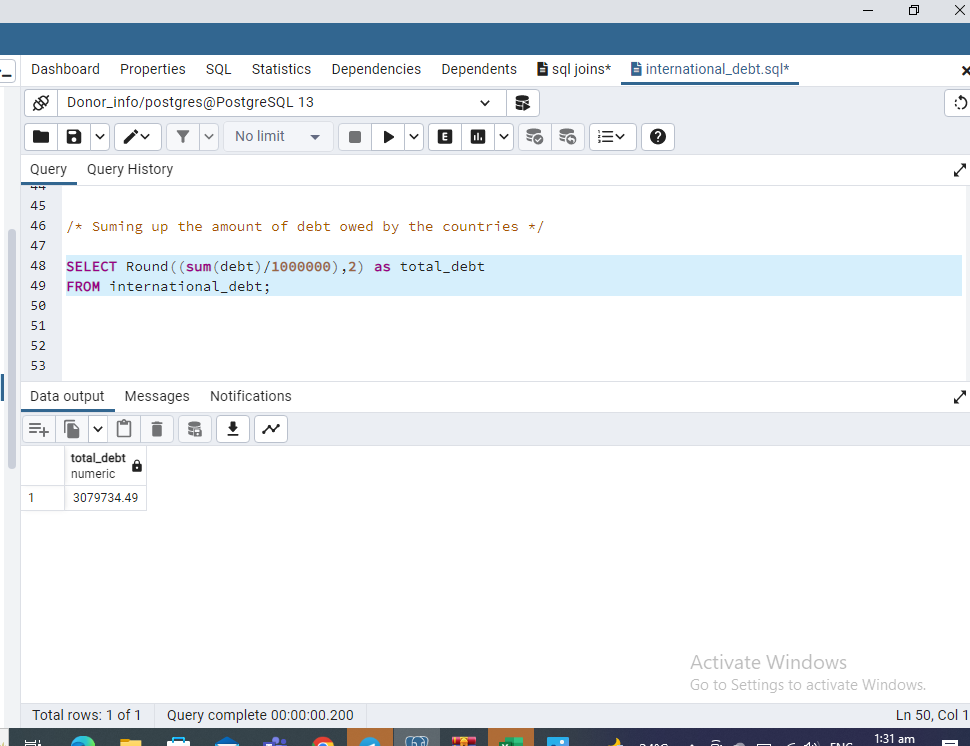 Dashboard Properties SQL Statistics Dependencies Dependents sql joins* international_debt.sql*
Donor_info/postgres@PostgreSQL 13
No limit E
Query Query History
44
45
46 /* Suming up the amount of debt owed by the countries */
47
48 SELECT Round((sum(debt)/1000000),2) as total_debt
49 FROM international_debt;
50
51
52
53
Data output Messages Notifications
total_debt
numeric
1 3079734.49
Activate Windows
Go to Settings to activate Windows.
Total rows: 1 of 1 Query complete 00:00:00.200 Ln 50, Col 1
1:31 am